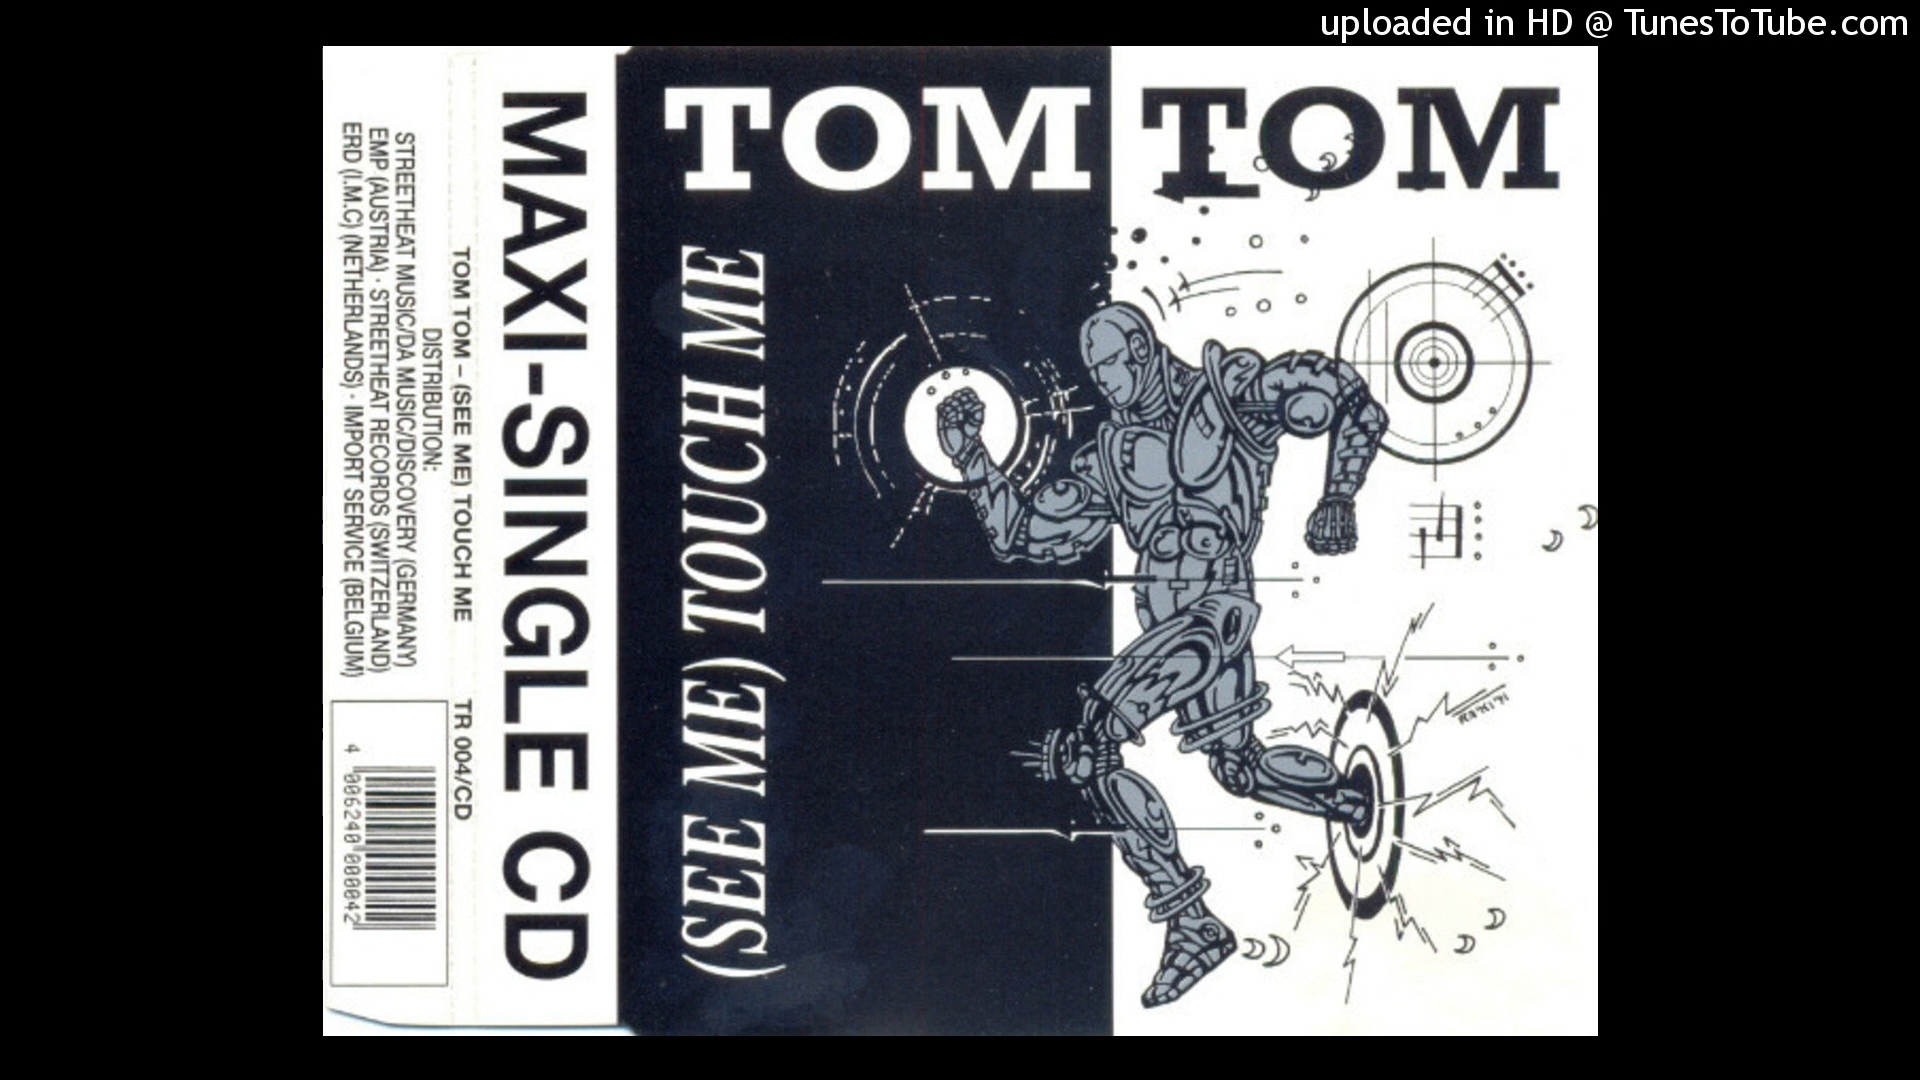 uploaded in HD @ TunesToTube.com
TOM TOM
(SEE ME) TOUCH ME
MAXI-SINGLE CD
TOM TOM – (SEE ME) TOUCH ME TR 004/CD
DISTRIBUTION:
STREETHEAT MUSIC/DA MUSIC/DISCOVERY (GERMANY)
EMP (AUSTRIA) · STREETHEAT RECORDS (SWITZERLAND)
ERD (I.M.C) (NETHERLANDS) · IMPORT SERVICE (BELGIUM)
4 006240 000042